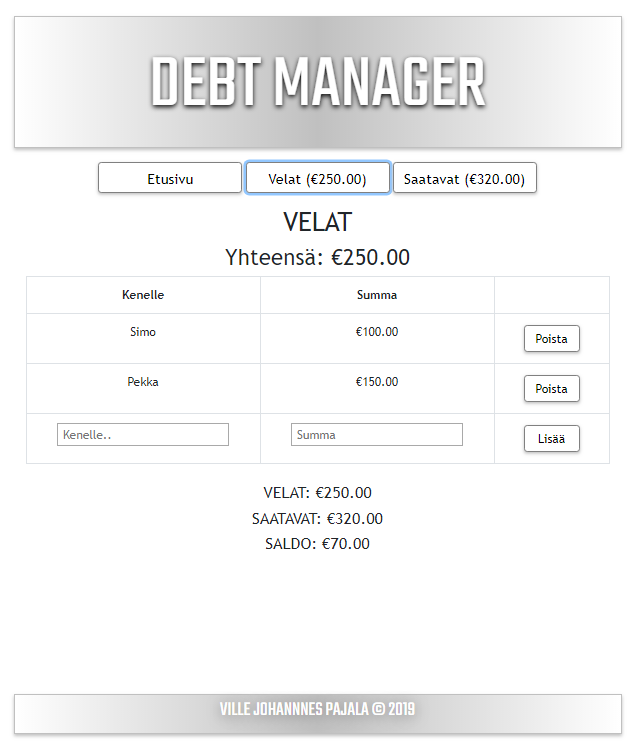 DEBT MANAGER
Etusivu Velat (€250.00) Saatavat (€320.00)
VELAT
Yhteensä: €250.00
Kenelle Summa
Simo €100.00 Poista
Pekka €150.00 Poista
Kenelle.. Summa Lisää
VELAT: €250.00
SAATAVAT: €320.00
SALDO: €70.00
VILLE JOHANNNES PAJALA © 2019